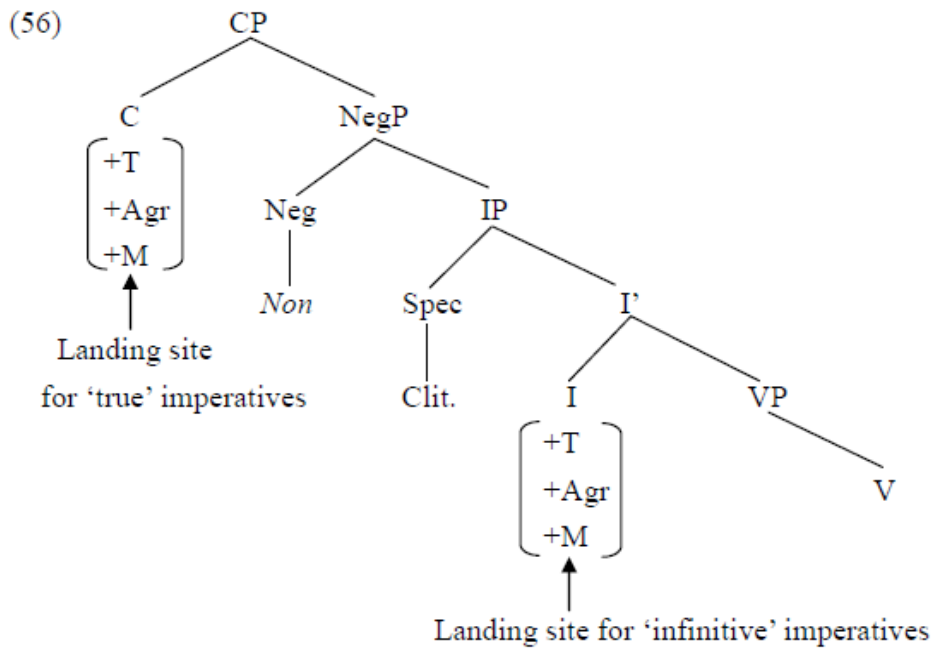 (56)
CP
C
NegP
+T
+Agr
+M
Neg
IP
Non
Spec
I’
Landing site
for ‘true’ imperatives
Clit.
I
VP
+T
+Agr
+M
V
Landing site for ‘infinitive’ imperatives